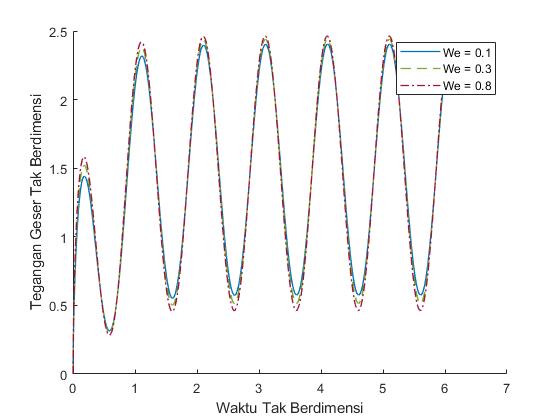 2.5
2
1.5
1
0.5
0
0 1 2 3 4 5 6 7
Tegangan Geser Tak Berdimensi
Waktu Tak Berdimensi
We = 0.1
We = 0.3
We = 0.8